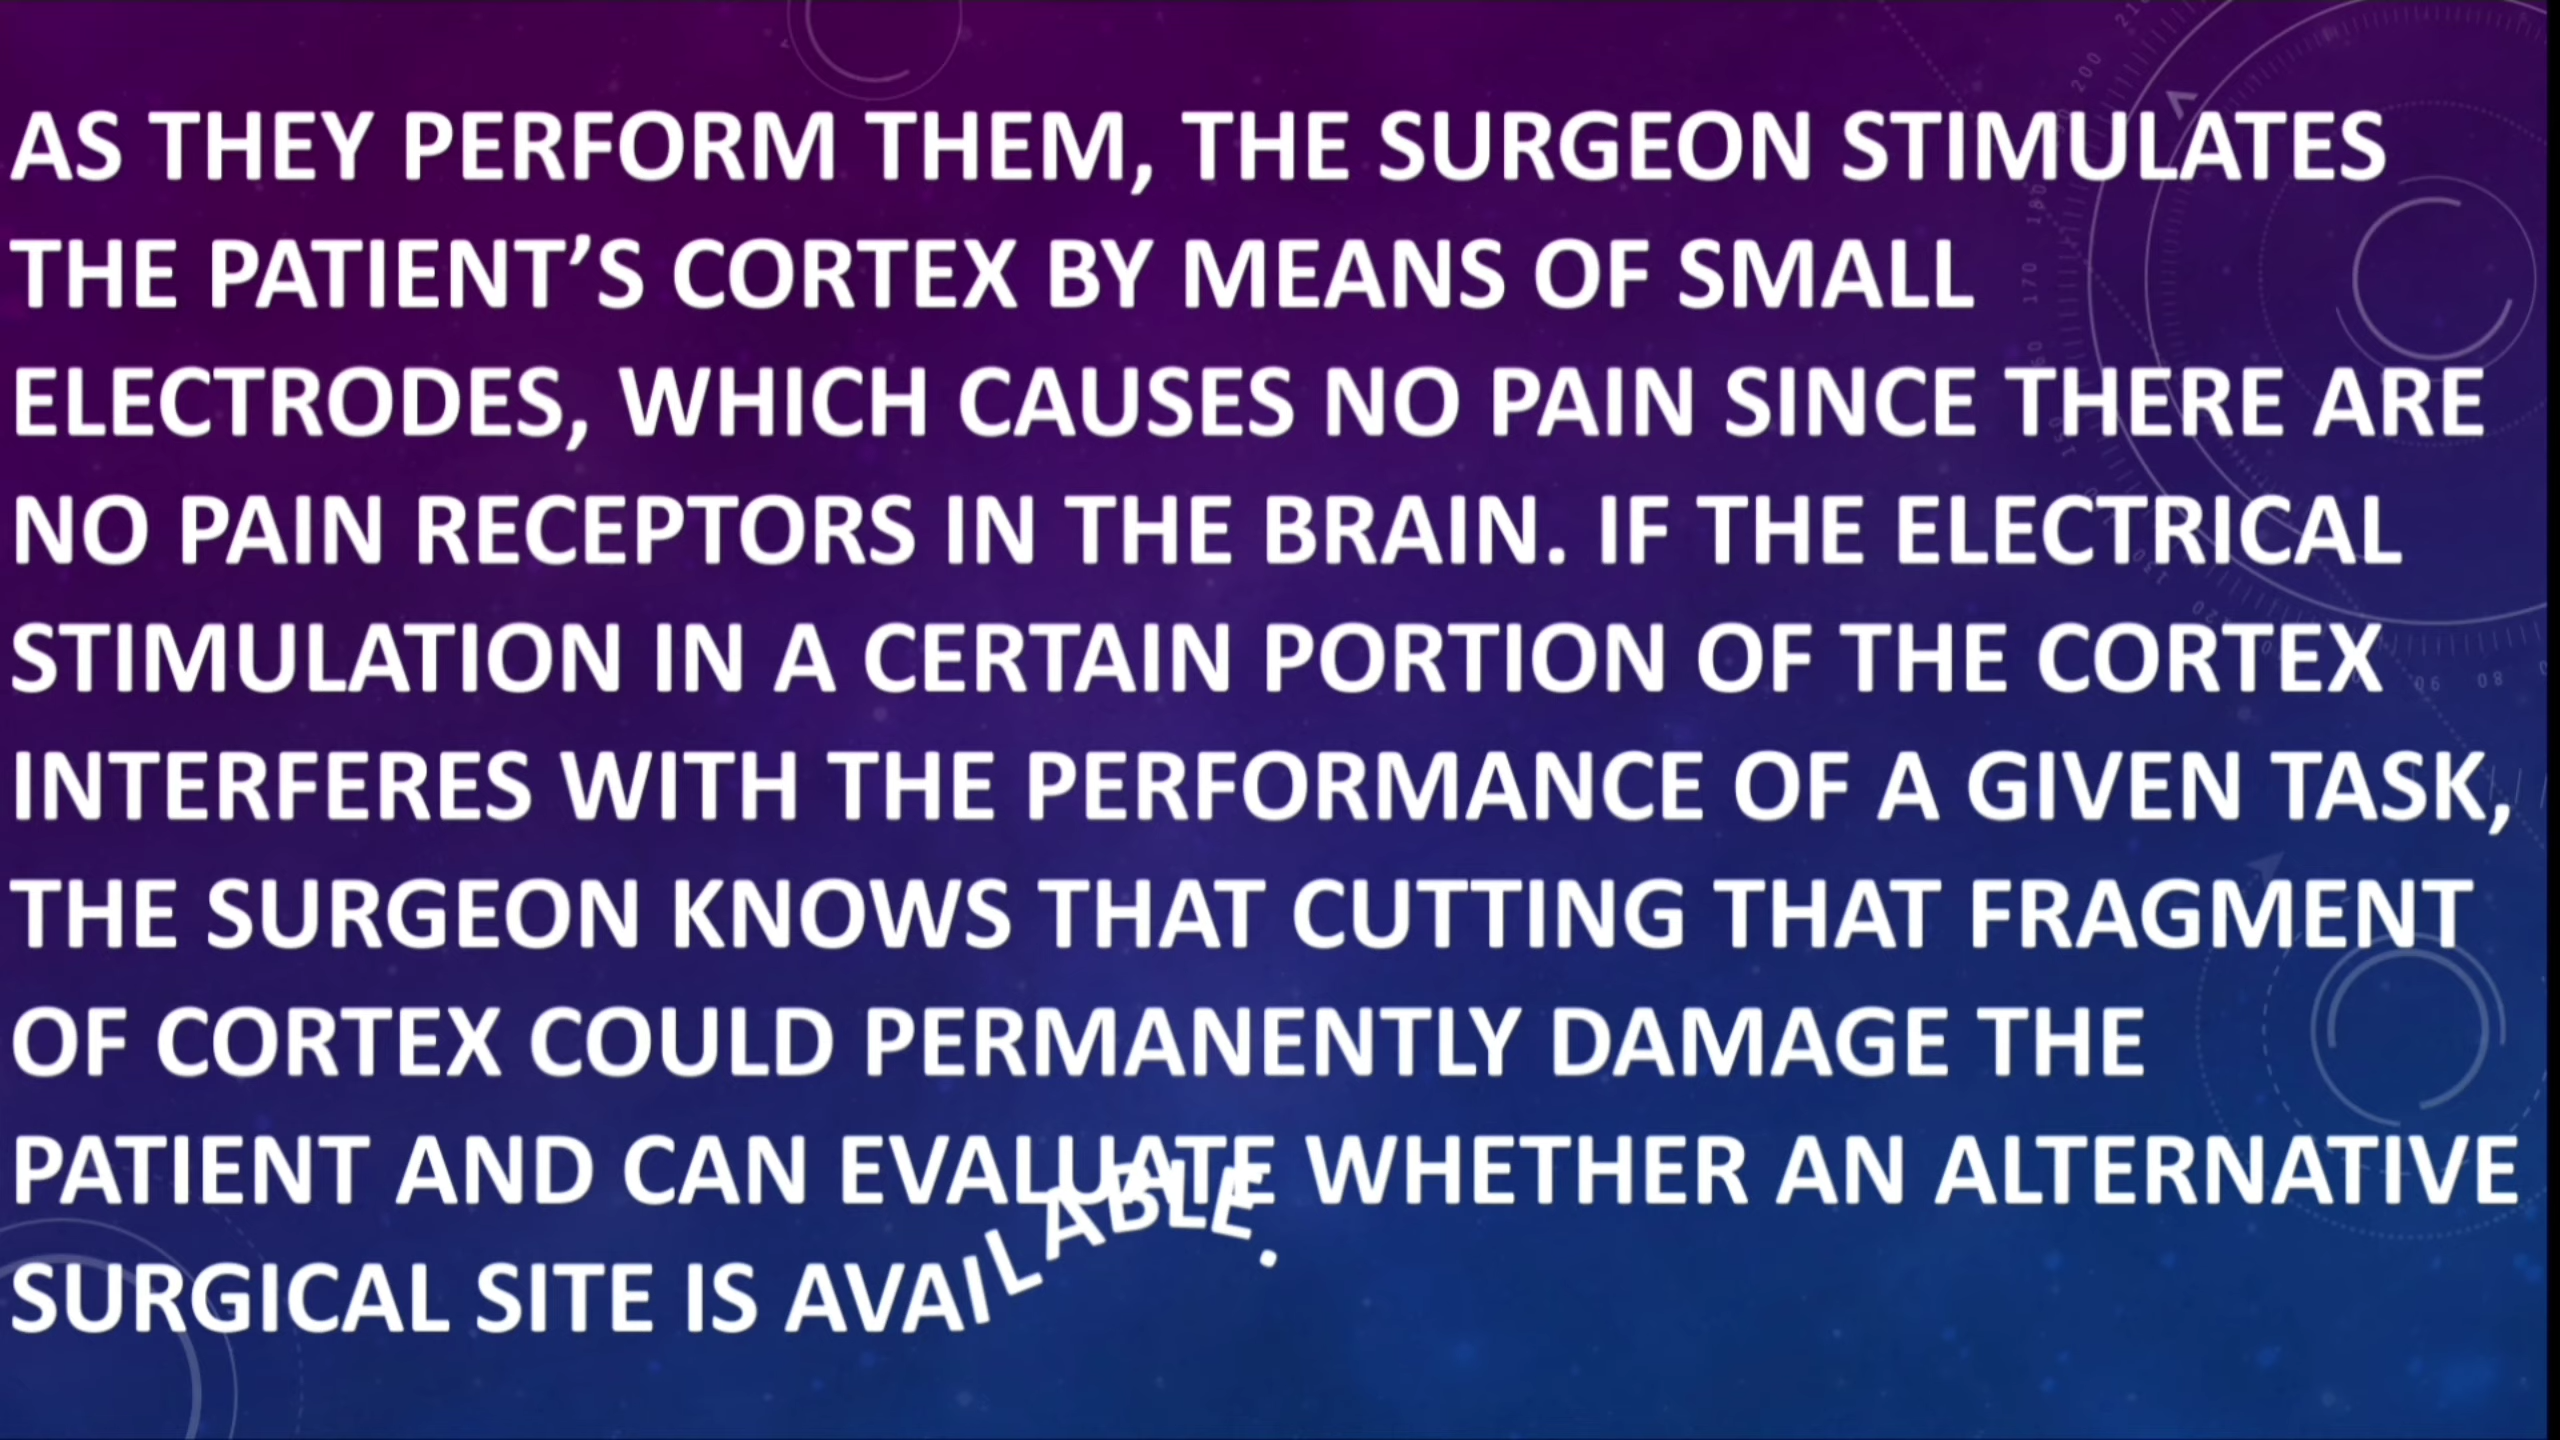 AS THEY PERFORM THEM, THE SURGEON STIMULATES
THE PATIENT’S CORTEX BY MEANS OF SMALL
ELECTRODES, WHICH CAUSES NO PAIN SINCE THERE ARE
NO PAIN RECEPTORS IN THE BRAIN. IF THE ELECTRICAL
STIMULATION IN A CERTAIN PORTION OF THE CORTEX
INTERFERES WITH THE PERFORMANCE OF A GIVEN TASK,
THE SURGEON KNOWS THAT CUTTING THAT FRAGMENT
OF CORTEX COULD PERMANENTLY DAMAGE THE
PATIENT AND CAN EVALUATE WHETHER AN ALTERNATIVE
SURGICAL SITE IS AVAILABLE.